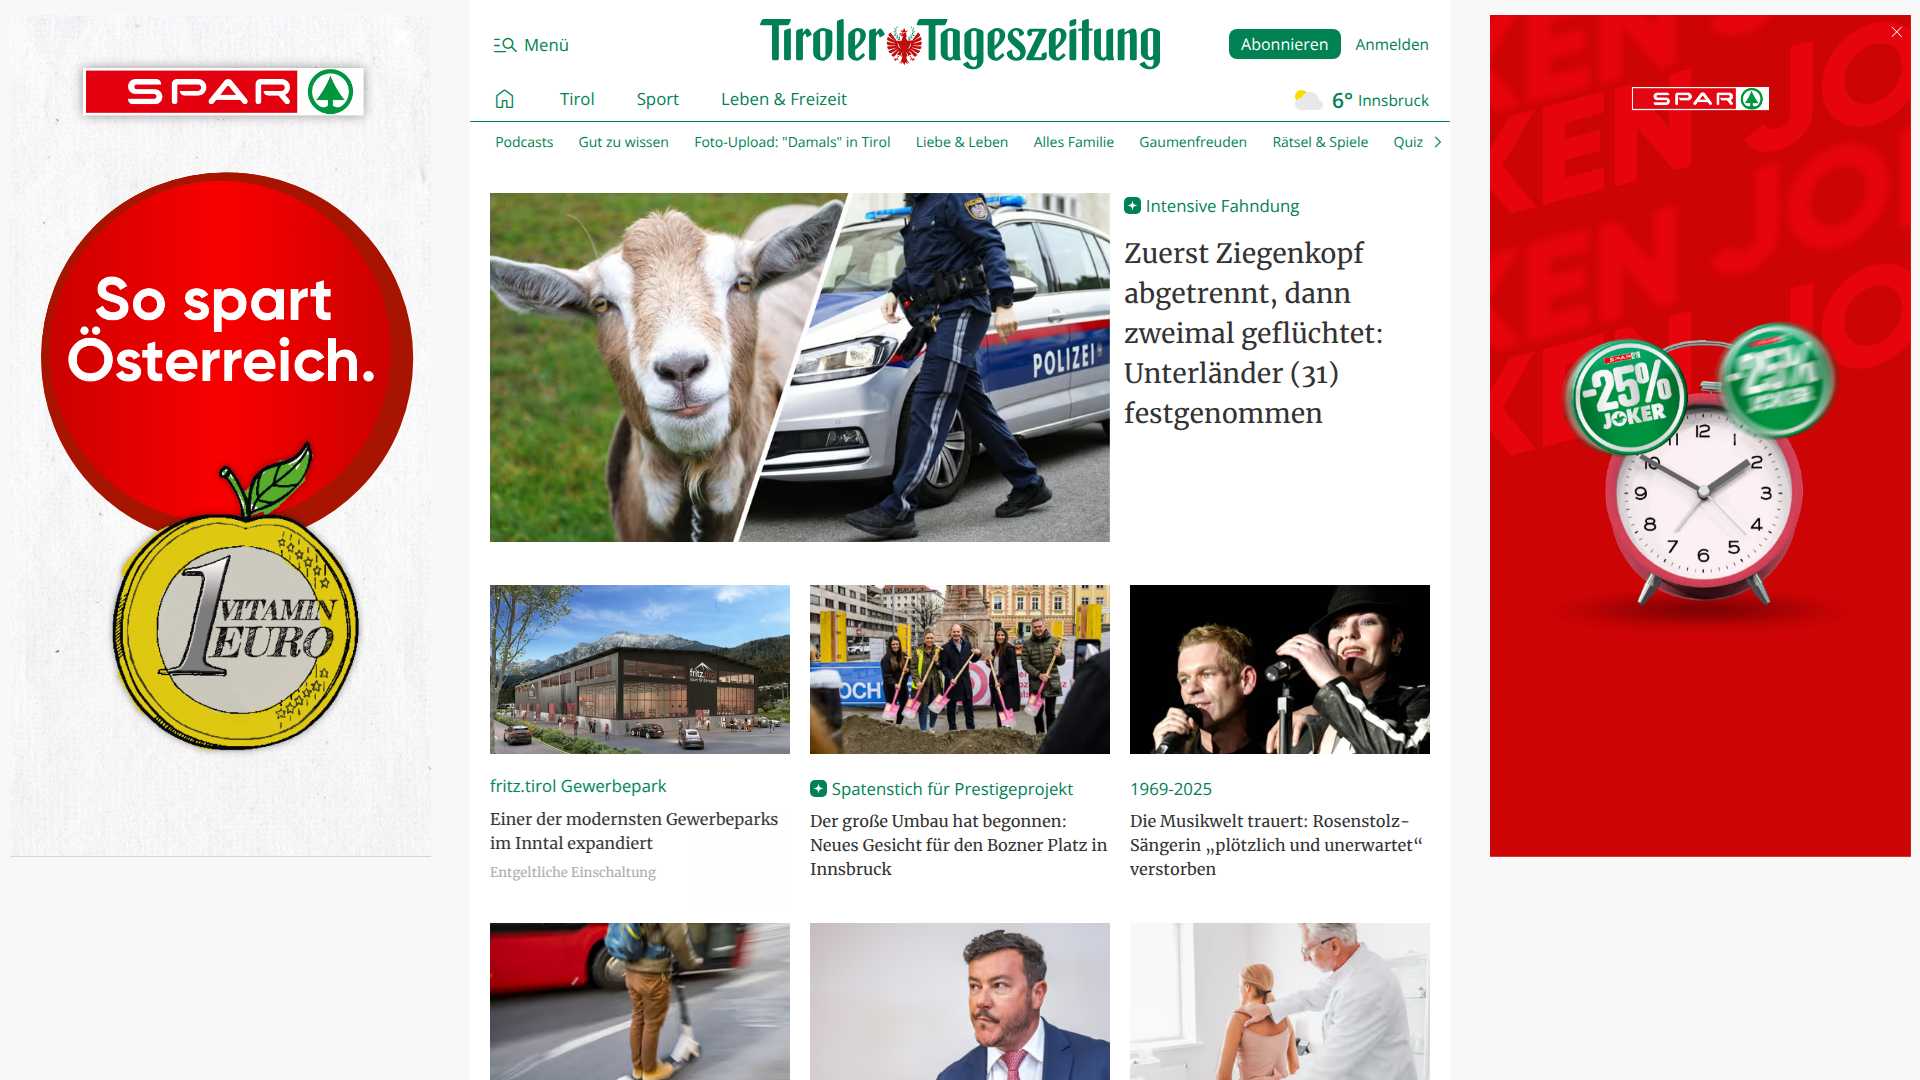 SPAR
So spart
Österreich.
1 VITAMIN
EURO
Menü
Tiroler Tageszeitung
Abonnieren
Anmelden
Tirol
Sport
Leben & Freizeit
6° Innsbruck
Podcasts
Gut zu wissen
Foto-Upload: "Damals" in Tirol
Liebe & Leben
Alles Familie
Gaumenfreuden
Rätsel & Spiele
Quiz
POLIZEI
Intensive Fahndung
Zuerst Ziegenkopf
abgetrennt, dann
zweimal geflüchtet:
Unterländer (31)
festgenommen
fritz.tirol Gewerbepark
Einer der modernsten Gewerbeparks
im Inntal expandiert
Entgeltliche Einschaltung
OCH
Spatenstich für Prestigeprojekt
Der große Umbau hat begonnen:
Neues Gesicht für den Bozner Platz in
Innsbruck
1969-2025
Die Musikwelt trauert: Rosenstolz-
Sängerin „plötzlich und unerwartet“
verstorben
SPAR
JOKEN
-25%
JOKER
-25%
12
1
2
3
4
5
6
7
8
9
10
11